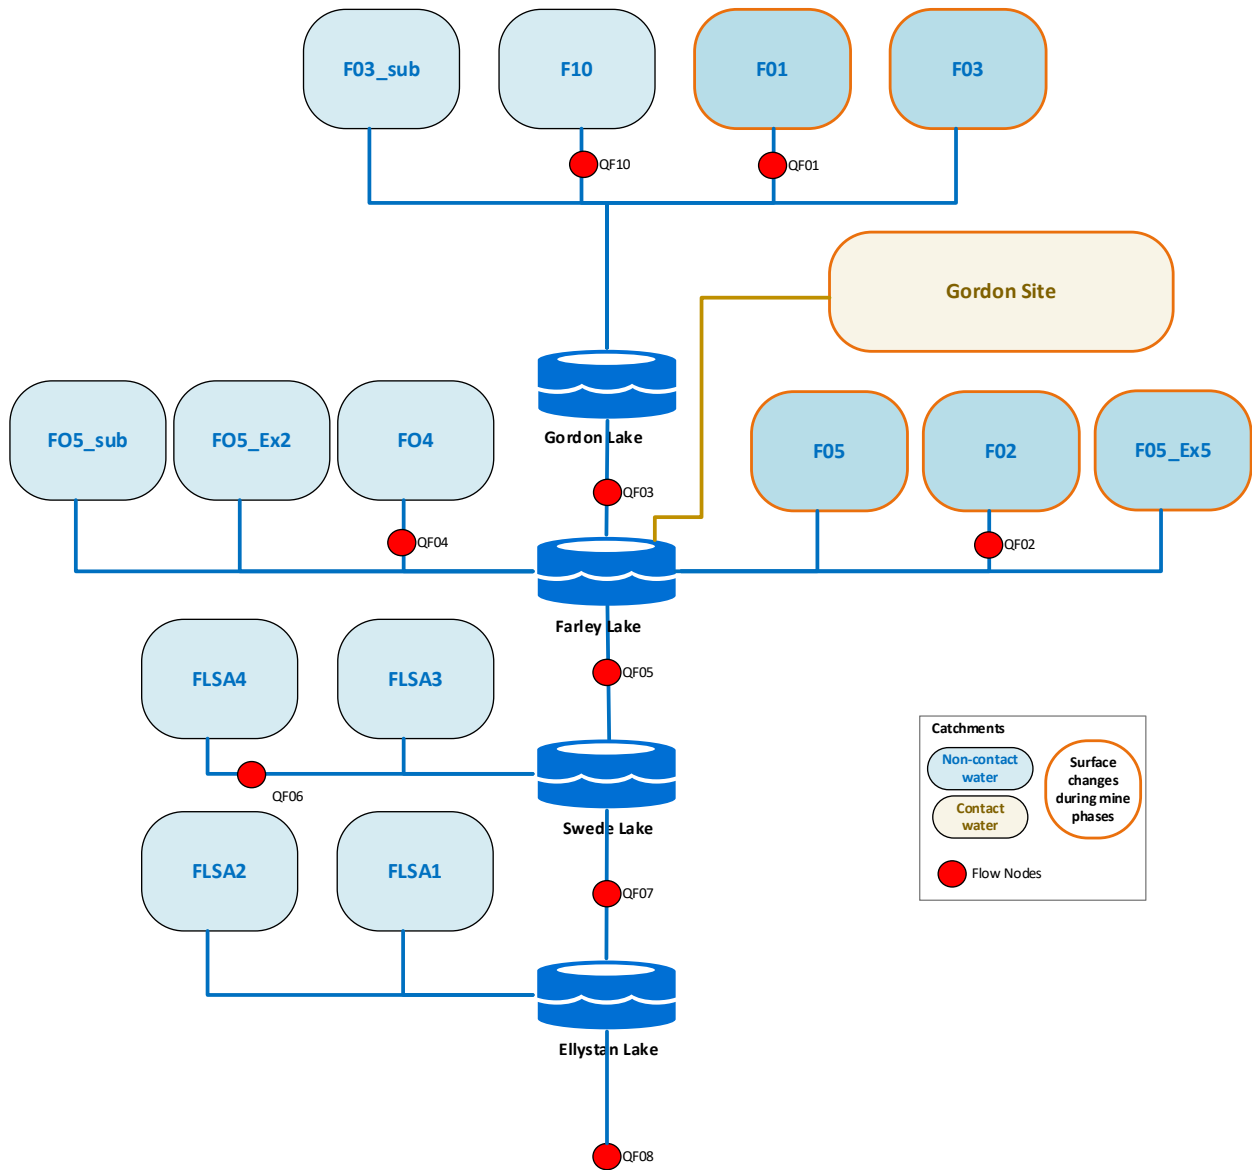 F03_sub
F10
F01
F03
QF10
QF01
Gordon Site
Gordon Lake
FO5_sub
FO5_Ex2
FO4
F05
F02
F05_Ex5
QF03
QF04
QF02
Farley Lake
FLSA4
FLSA3
QF05
QF06
Swede Lake
FLSA2
FLSA1
QF07
Ellystan Lake
QF08
Catchments
Non-contact
water
Contact
water
Surface
changes
during mine
phases
Flow Nodes